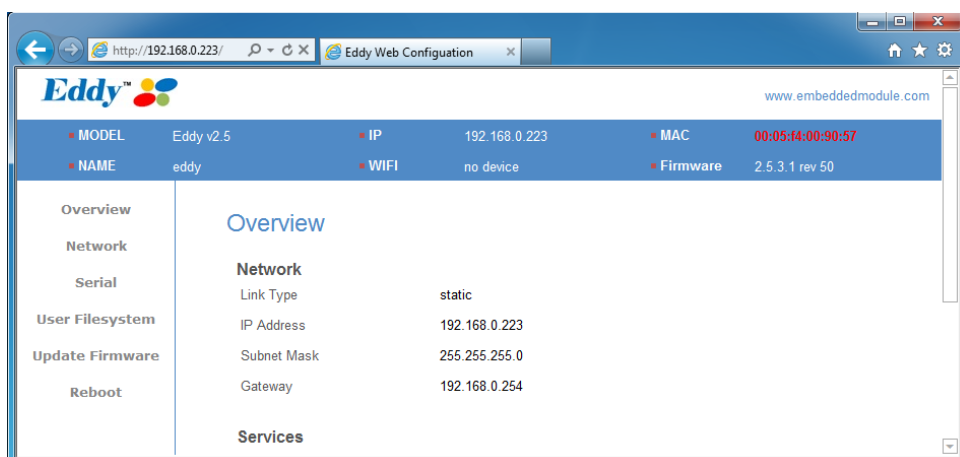 http://192.168.0.223/
Eddy Web Configuation
Eddy™
www.embeddedmodule.com
MODEL Eddy v2.5 IP 192.168.0.223 MAC 00:05:f4:00:90:57
NAME eddy WIFI no device Firmware 2.5.3.1 rev 50
Overview
Network
Serial
User Filesystem
Update Firmware
Reboot
Overview
Network
Link Type static
IP Address 192.168.0.223
Subnet Mask 255.255.255.0
Gateway 192.168.0.254
Services